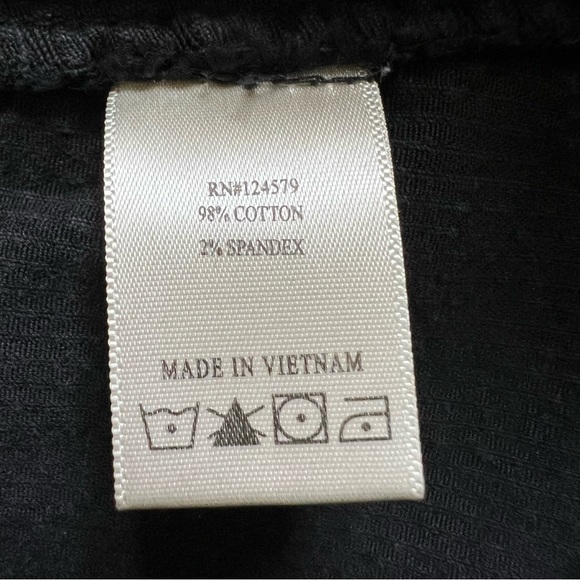 RN#124579
98% COTTON
2% SPANDEX
MADE IN VIETNAM